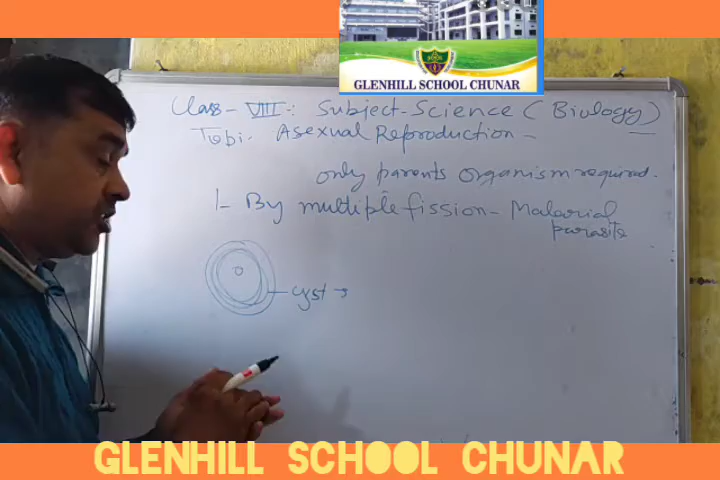 GLENHILL SCHOOL CHUNAR
Class - VIII : Subject - Science ( Biology )
Tobi - Asexual Reproduction -
only parents organism required.
1- By multiple fission - Malarial
parasite
cyst →
GLENHILL SCHOOL CHUNAR